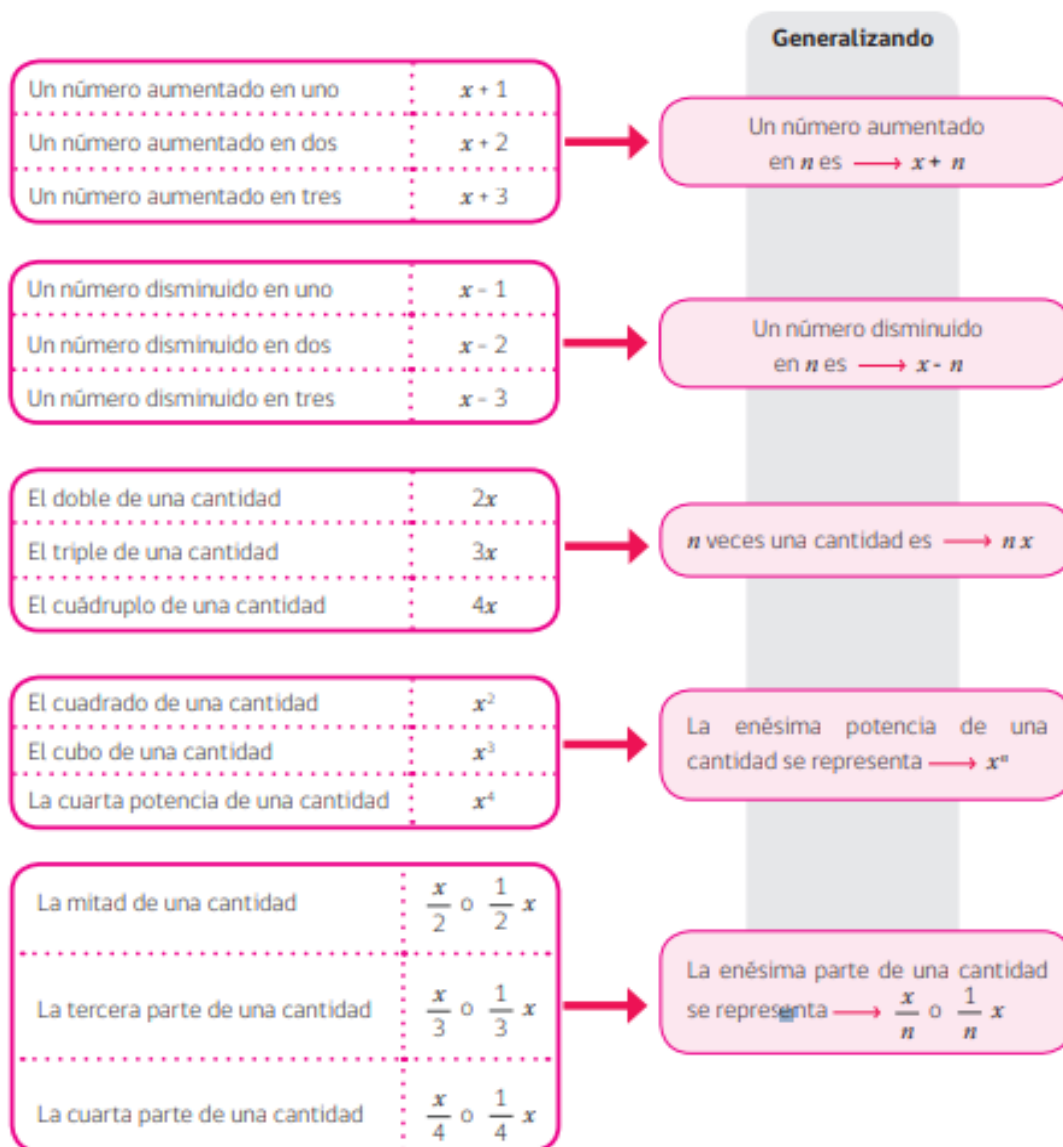 Generalizando
Un número aumentado en uno x + 1
Un número aumentado en dos x + 2
Un número aumentado en tres x + 3
Un número aumentado
en n es ⟶ x + n
Un número disminuido en uno x - 1
Un número disminuido en dos x - 2
Un número disminuido en tres x - 3
Un número disminuido
en n es ⟶ x - n
El doble de una cantidad 2x
El triple de una cantidad 3x
El cuádruplo de una cantidad 4x
n veces una cantidad es ⟶ n x
El cuadrado de una cantidad x²
El cubo de una cantidad x³
La cuarta potencia de una cantidad x⁴
La enésima potencia de una
cantidad se representa ⟶ xⁿ
La mitad de una cantidad x/2 o 1/2 x
La tercera parte de una cantidad x/3 o 1/3 x
La cuarta parte de una cantidad x/4 o 1/4 x
La enésima parte de una cantidad
se representa ⟶ x/n o 1/n x